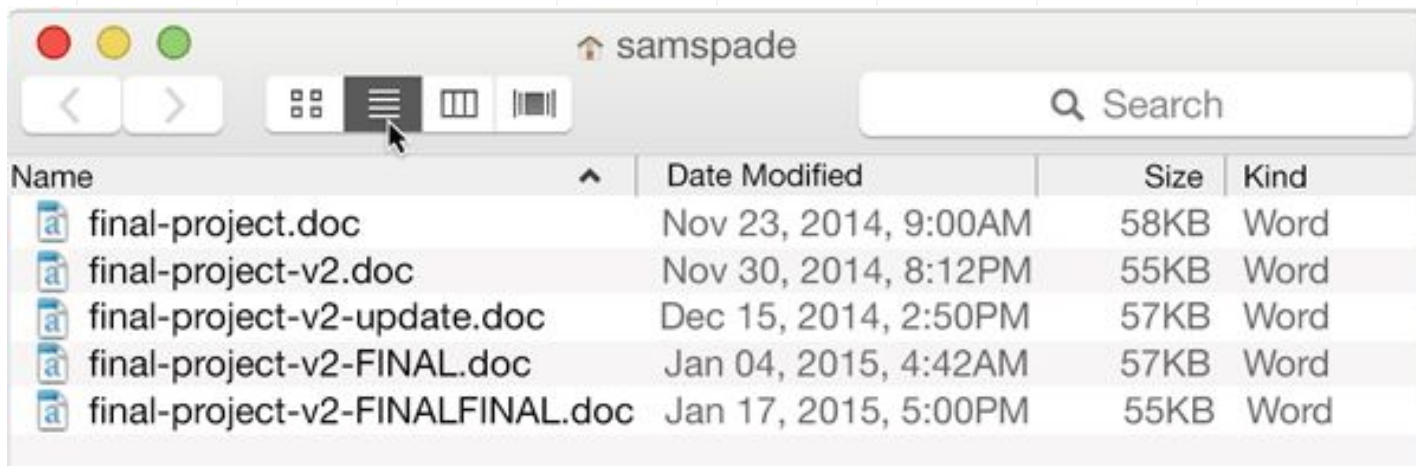 samspade
Search
Name Date Modified Size Kind
final-project.doc Nov 23, 2014, 9:00AM 58KB Word
final-project-v2.doc Nov 30, 2014, 8:12PM 55KB Word
final-project-v2-update.doc Dec 15, 2014, 2:50PM 57KB Word
final-project-v2-FINAL.doc Jan 04, 2015, 4:42AM 57KB Word
final-project-v2-FINALFINAL.doc Jan 17, 2015, 5:00PM 55KB Word